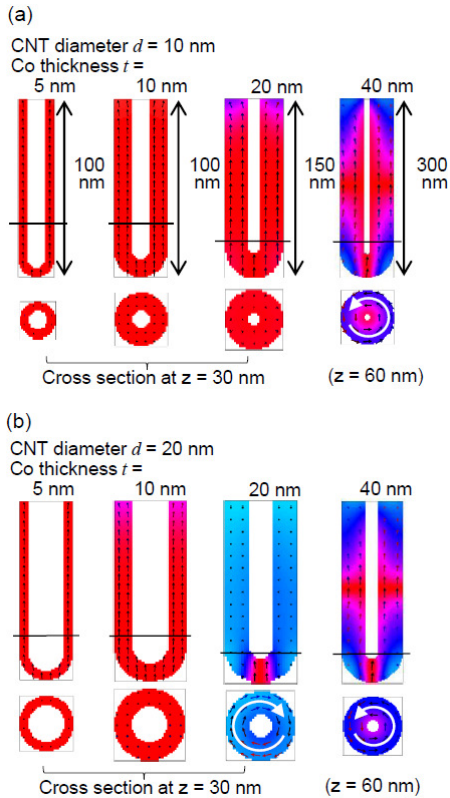 (a)
CNT diameter d = 10 nm
Co thickness t =
5 nm 10 nm 20 nm 40 nm
100 nm 100 nm 150 nm 300 nm
Cross section at z = 30 nm (z = 60 nm)
(b)
CNT diameter d = 20 nm
Co thickness t =
5 nm 10 nm 20 nm 40 nm
Cross section at z = 30 nm (z = 60 nm)